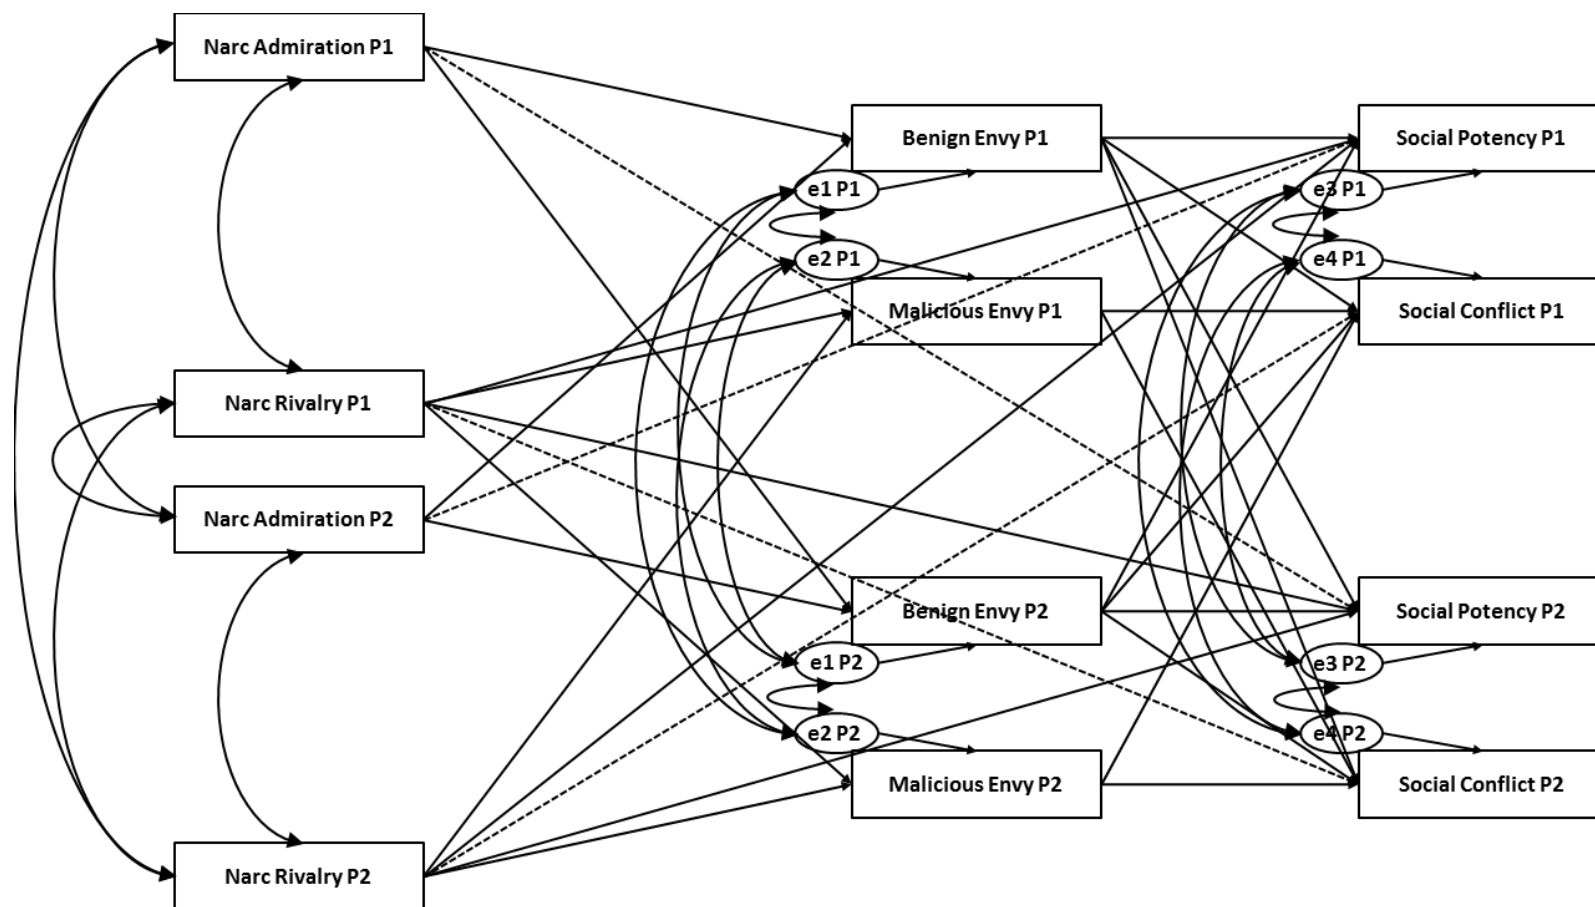 Narc Admiration P1
Benign Envy P1
Social Potency P1
e1 P1
e3 P1
e2 P1
e4 P1
Malicious Envy P1
Social Conflict P1
Narc Rivalry P1
Narc Admiration P2
Benign Envy P2
Social Potency P2
e1 P2
e3 P2
e2 P2
e4 P2
Malicious Envy P2
Social Conflict P2
Narc Rivalry P2